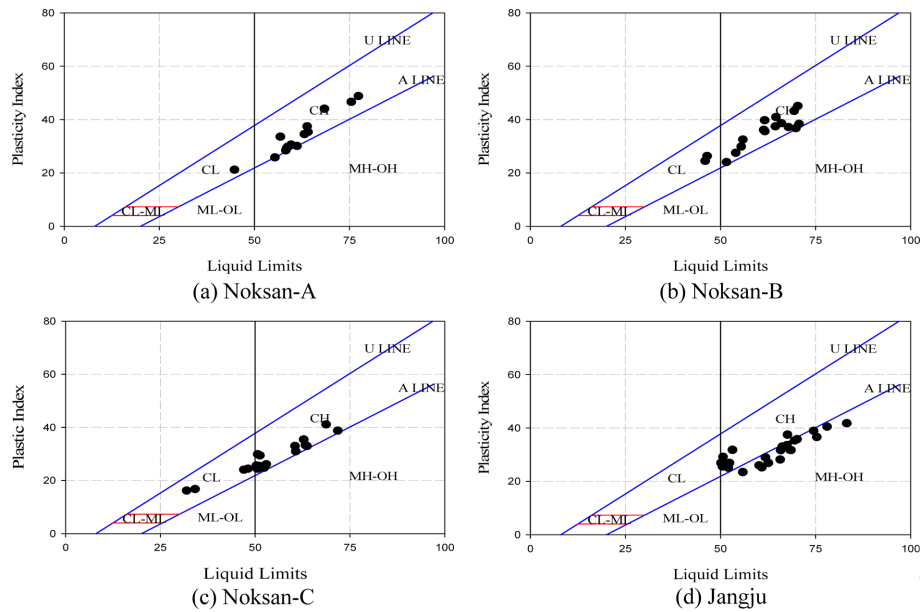 80
60
40
20
0
Plasticity Index
U LINE
A LINE
CH
CL
MH-OH
CL-ML
ML-OL
0 25 50 75 100
Liquid Limits
(a) Noksan-A
80
60
40
20
0
Plasticity Index
U LINE
A LINE
CH
CL
MH-OH
CL-ML
ML-OL
0 25 50 75 100
Liquid Limits
(b) Noksan-B
80
60
40
20
0
Plastic Index
U LINE
A LINE
CH
CL
MH-OH
CL-ML
ML-OL
0 25 50 75 100
Liquid Limits
(c) Noksan-C
80
60
40
20
0
Plasticity Index
U LINE
A LINE
CH
CL
MH-OH
CL-ML
ML-OL
0 25 50 75 100
Liquid Limits
(d) Jangju